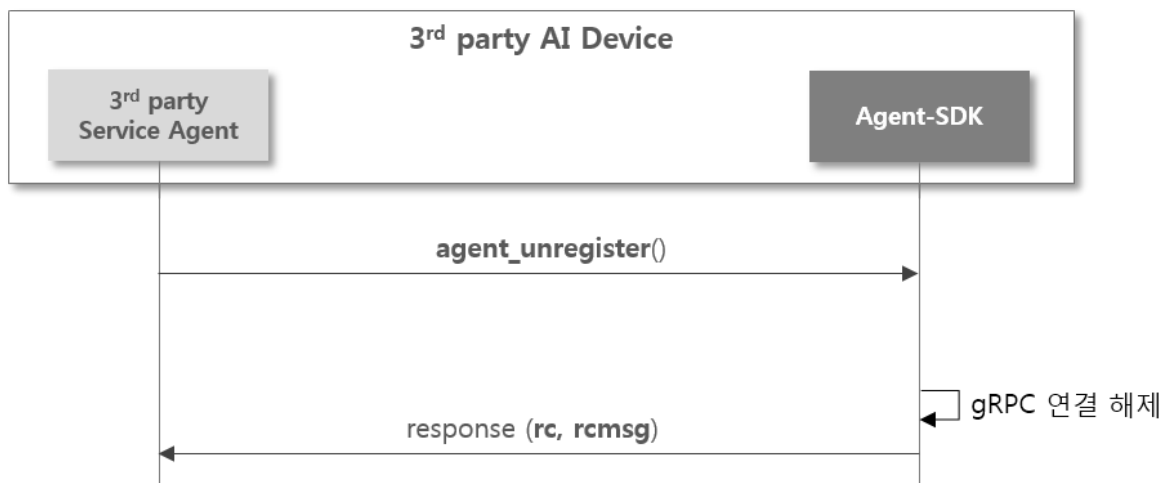 3rd party AI Device
3rd party
Service Agent
Agent-SDK
agent_unregister()
gRPC 연결 해제
response (rc, rcmsg)